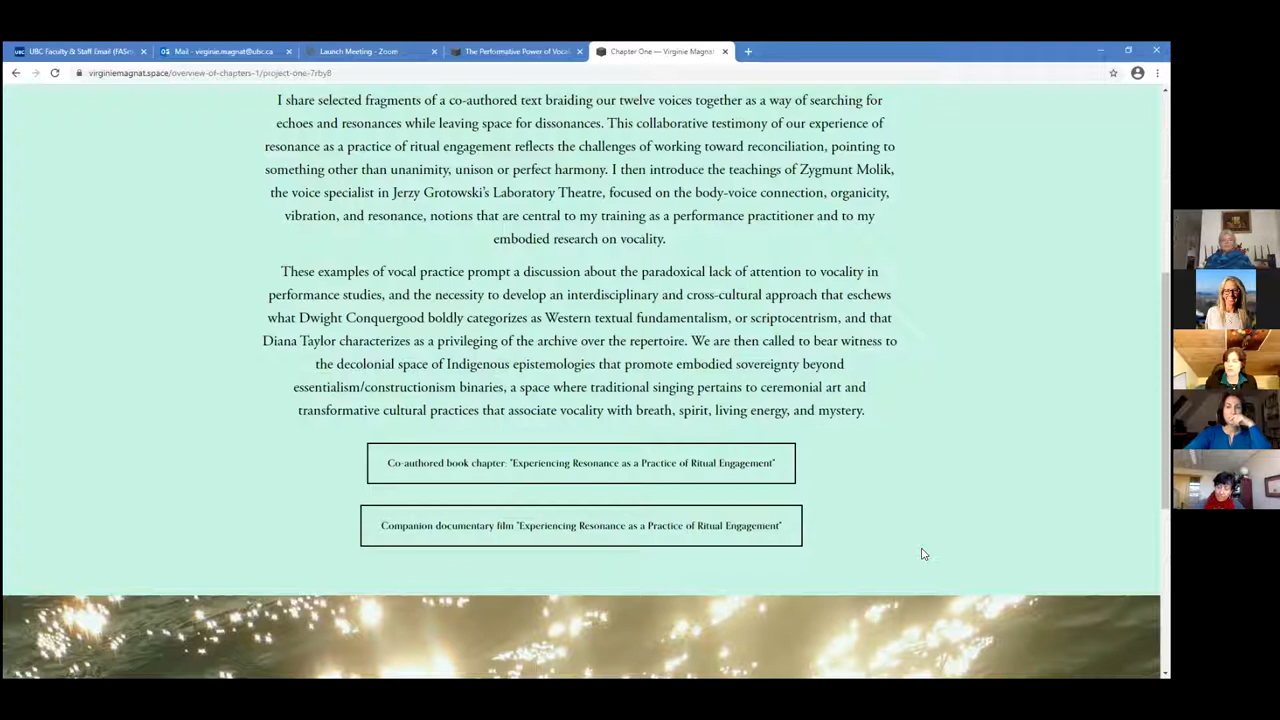 UBC Faculty & Staff Email (FASm
Mail - virginie.magnat@ubc.ca
Launch Meeting - Zoom
The Performative Power of Vocal
Chapter One — Virginie Magnat
virginiemagnat.space/overview-of-chapters-1/project-one-7rby8
I share selected fragments of a co-authored text braiding our twelve voices together as a way of searching for
echoes and resonances while leaving space for dissonances. This collaborative testimony of our experience of
resonance as a practice of ritual engagement reflects the challenges of working toward reconciliation, pointing to
something other than unanimity, unison or perfect harmony. I then introduce the teachings of Zygmunt Molik,
the voice specialist in Jerzy Grotowski's Laboratory Theatre, focused on the body-voice connection, organicity,
vibration, and resonance, notions that are central to my training as a performance practitioner and to my
embodied research on vocality.
These examples of vocal practice prompt a discussion about the paradoxical lack of attention to vocality in
performance studies, and the necessity to develop an interdisciplinary and cross-cultural approach that eschews
what Dwight Conquergood boldly categorizes as Western textual fundamentalism, or scriptocentrism, and that
Diana Taylor characterizes as a privileging of the archive over the repertoire. We are then called to bear witness to
the decolonial space of Indigenous epistemologies that promote embodied sovereignty beyond
essentialism/constructionism binaries, a space where traditional singing pertains to ceremonial art and
transformative cultural practices that associate vocality with breath, spirit, living energy, and mystery.
Co-authored book chapter: "Experiencing Resonance as a Practice of Ritual Engagement"
Companion documentary film "Experiencing Resonance as a Practice of Ritual Engagement"